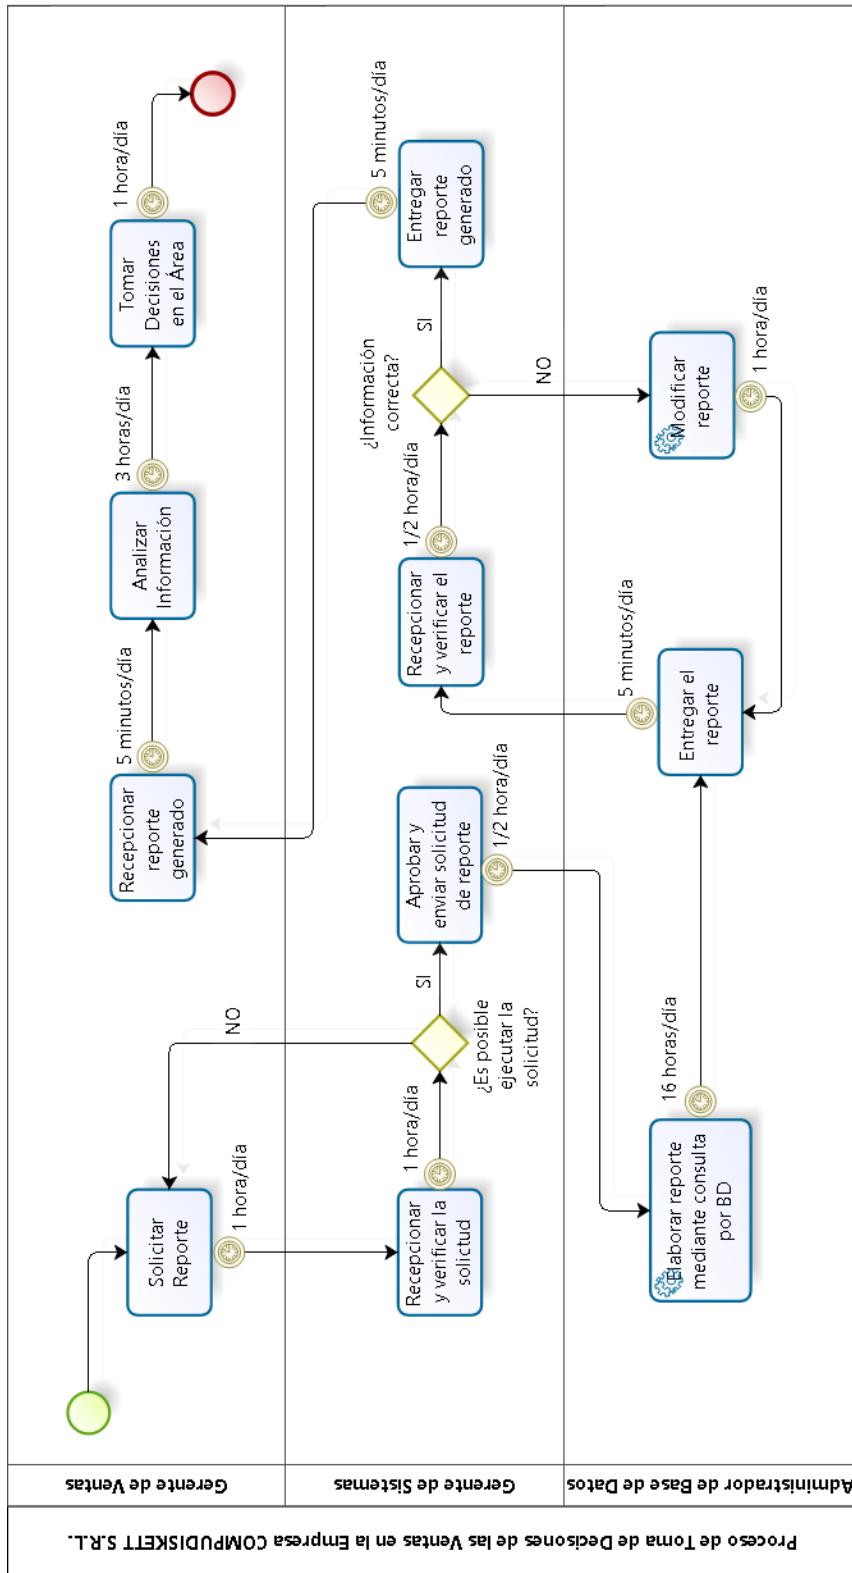 Proceso de Toma de Decisiones de las Ventas en la Empresa COMPUDISKETT S.R.L.
Gerente de Ventas
Solicitar
Reporte
1 hora/día
NO
Recepcionar
reporte
generado
5 minutos/día
Analizar
Información
3 horas/día
Tomar
Decisiones
en el Área
1 hora/día
Gerente de Sistemas
Recepcionar
y verificar la
solictud
1 hora/día
¿Es posible
ejecutar la
solicitud?
SI
Aprobar y
enviar solicitud
de reporte
1/2 hora/día
Recepcionar
y verificar el
reporte
1/2 hora/día
¿Información
correcta?
SI
NO
Entregar
reporte
generado
5 minutos/día
Administrador de Base de Datos
Elaborar reporte
mediante consulta
por BD
16 horas/día
Entregar el
reporte
5 minutos/día
Modificar
reporte
1 hora/día